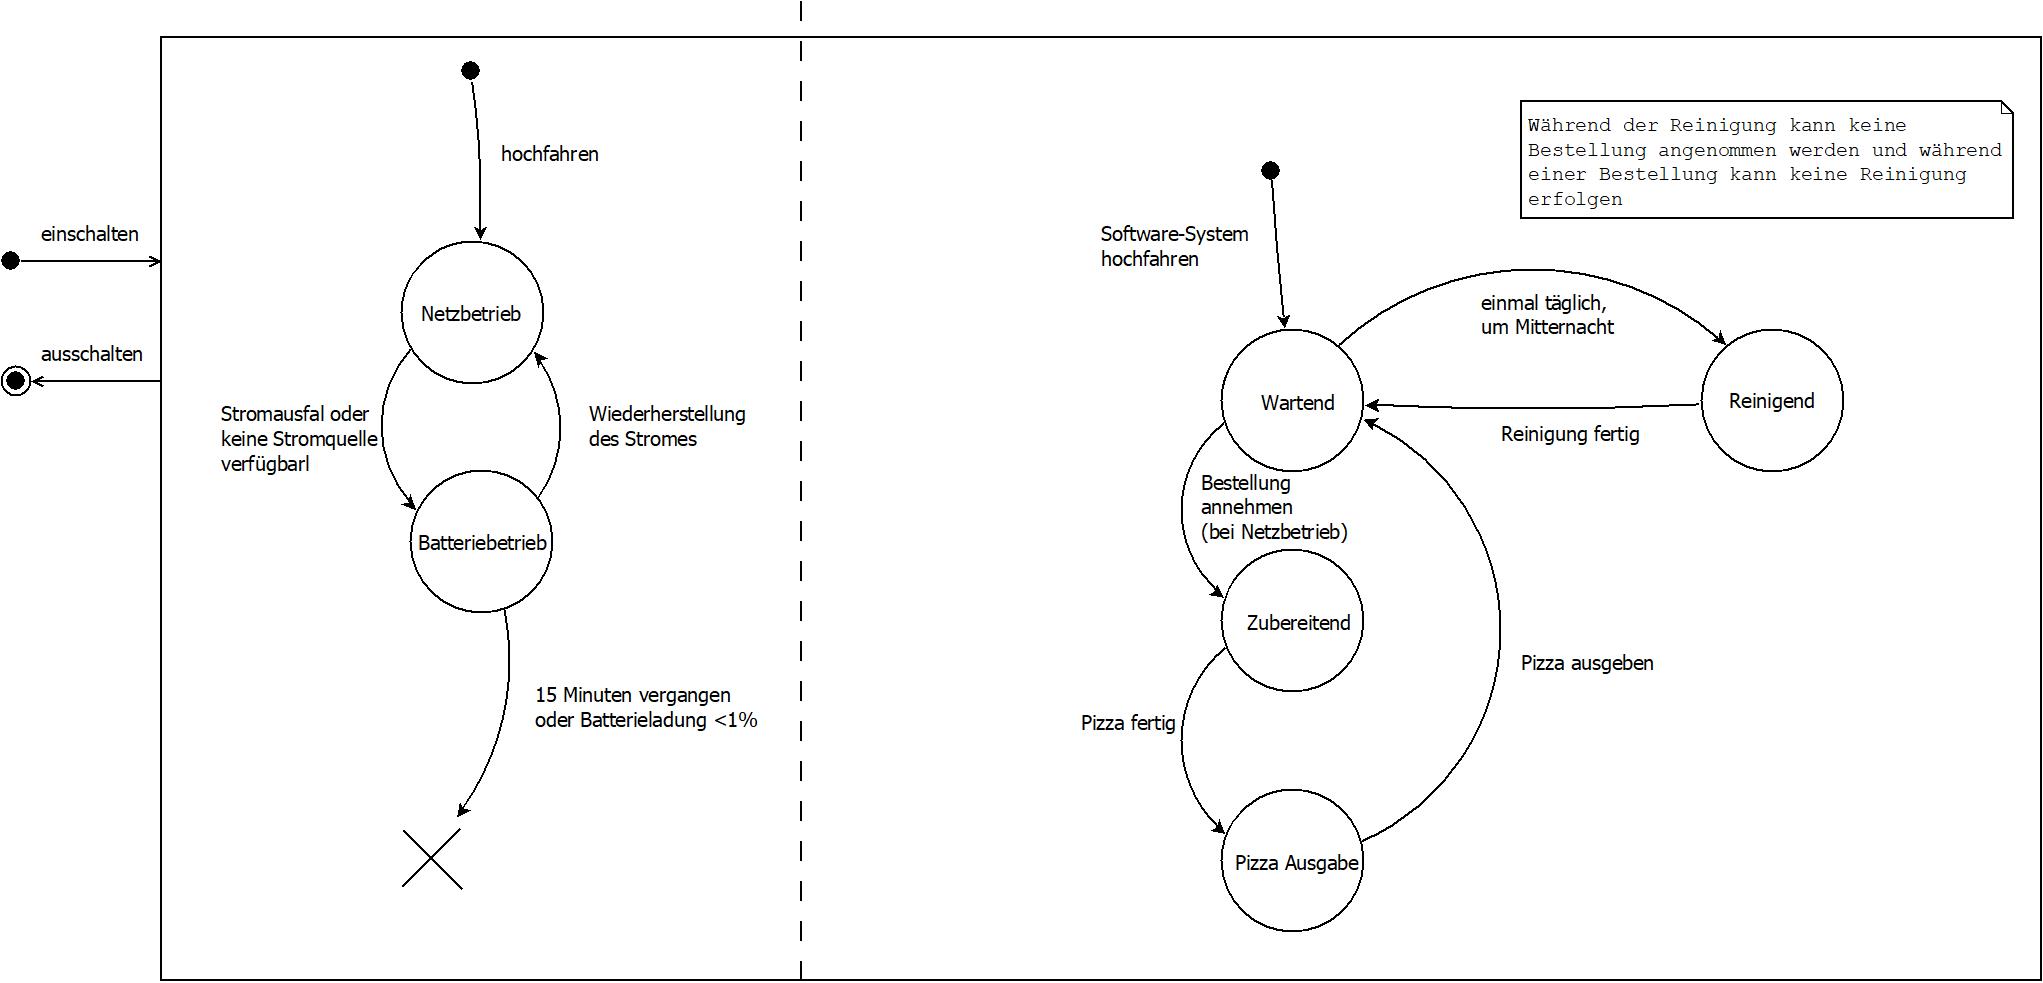 einschalten
ausschalten
hochfahren
Netzbetrieb
Stromausfal oder
keine Stromquelle
verfügbarl
Wiederherstellung
des Stromes
Batteriebetrieb
15 Minuten vergangen
oder Batterieladung <1%
Während der Reinigung kann keine
Bestellung angenommen werden und während
einer Bestellung kann keine Reinigung
erfolgen
Software-System
hochfahren
einmal täglich,
um Mitternacht
Wartend
Reinigend
Reinigung fertig
Bestellung
annehmen
(bei Netzbetrieb)
Zubereitend
Pizza ausgeben
Pizza fertig
Pizza Ausgabe